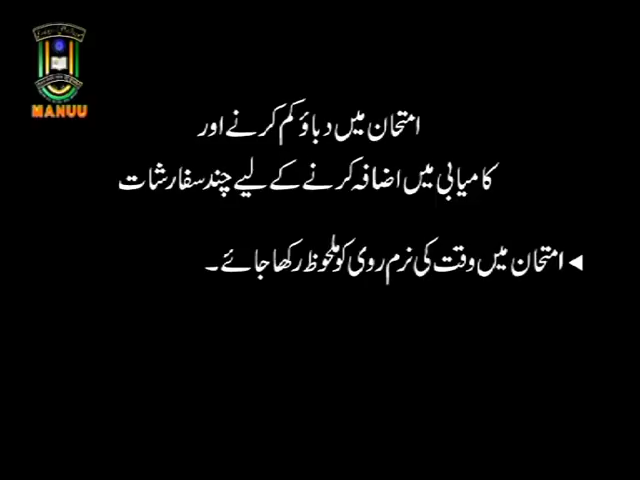 MANUU
امتحان میں دباؤ کم کرنے اور
کامیابی میں اضافہ کرنے کے لیے چند سفارشات
◄ امتحان میں وقت کی نرم روی کو ملحوظ رکھا جائے۔